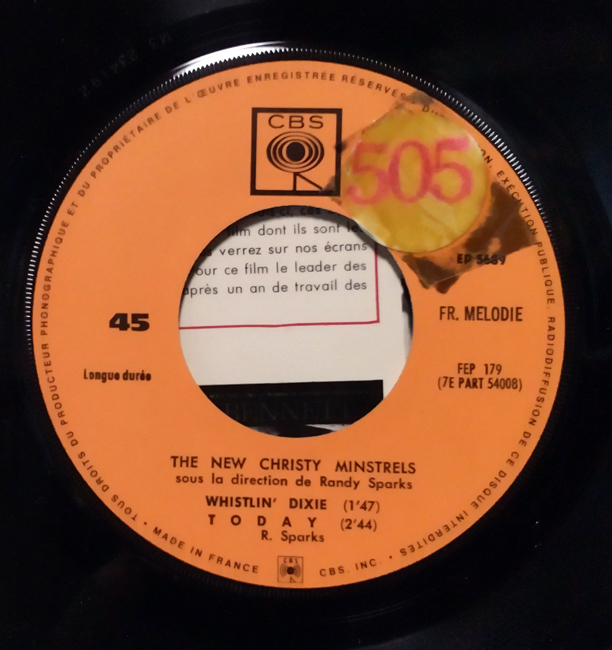 TOUS DROITS DU PRODUCTEUR PHONOGRAPHIQUE ET DU PROPRIÉTAIRE DE L'ŒUVRE ENREGISTRÉE RÉSERVÉS EXÉCUTION PUBLIQUE, RADIODIFFUSION DE CE DISQUE INTERDITES
CBS
505
film dont ils sont
verrez sur nos écrans
our ce film le leader des
après un an de travail des
EP 5689
45
FR. MELODIE
Longue durée
FEP 179
(7E PART 54008)
BENNETT
THE NEW CHRISTY MINSTRELS
sous la direction de Randy Sparks
WHISTLIN' DIXIE (1'47)
TODAY (2'44)
R. Sparks
• MADE IN FRANCE
CBS
CBS. INC. •